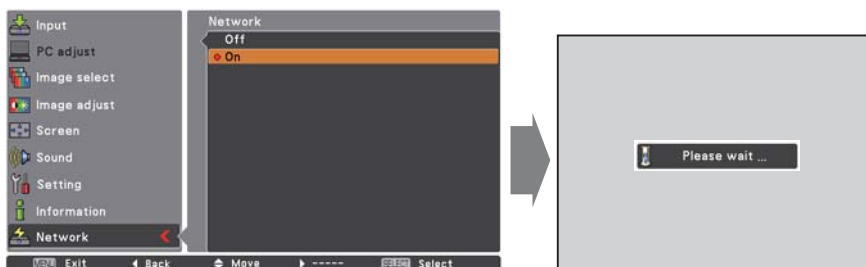 Input
PC adjust
Image select
Image adjust
Screen
Sound
Setting
Information
Network
Network
Off
On
MENU Exit ◀ Back Move ▶ ----- SELECT Select
Please wait ...